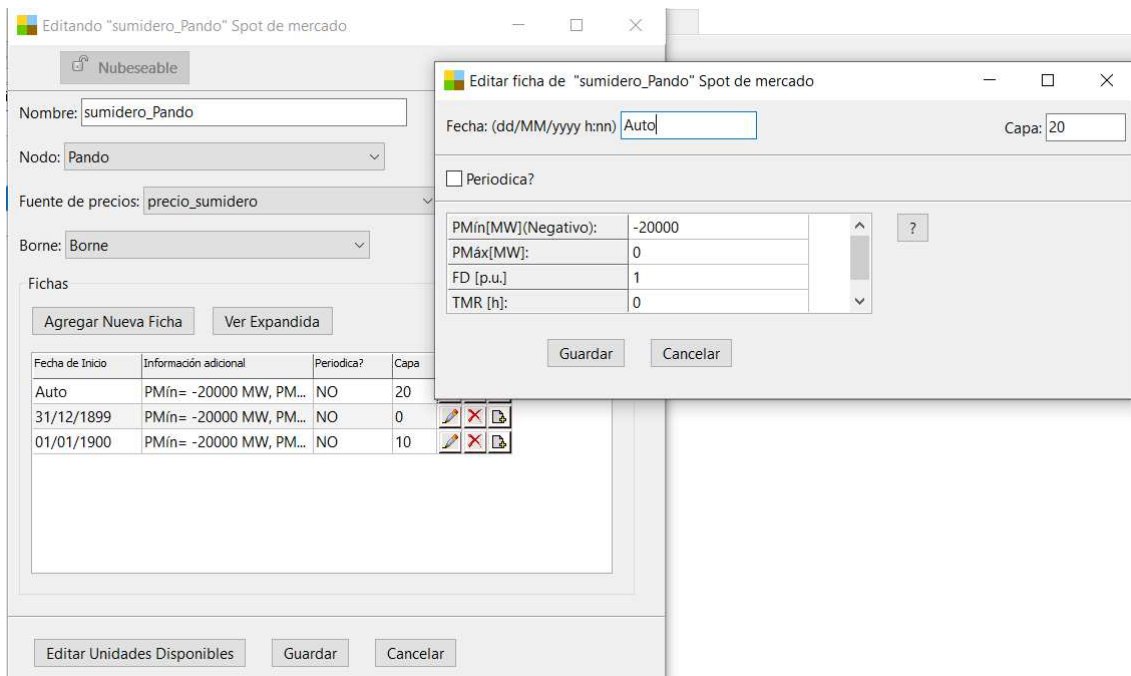 Editando "sumidero_Pando" Spot de mercado
Nubeseable
Nombre: sumidero_Pando
Nodo: Pando
Fuente de precios: precio_sumidero
Borne: Borne
Fichas
Agregar Nueva Ficha Ver Expandida
Fecha de Inicio Información adicional Periodica? Capa
Auto PMín= -20000 MW, PM... NO 20
31/12/1899 PMín= -20000 MW, PM... NO 0
01/01/1900 PMín= -20000 MW, PM... NO 10
Editar Unidades Disponibles Guardar Cancelar
Editar ficha de "sumidero_Pando" Spot de mercado
Fecha: (dd/MM/yyyy h:nn) Auto Capa: 20
Periodica?
PMín[MW](Negativo): -20000 ?
PMáx[MW]: 0
FD [p.u.] 1
TMR [h]: 0
Guardar Cancelar